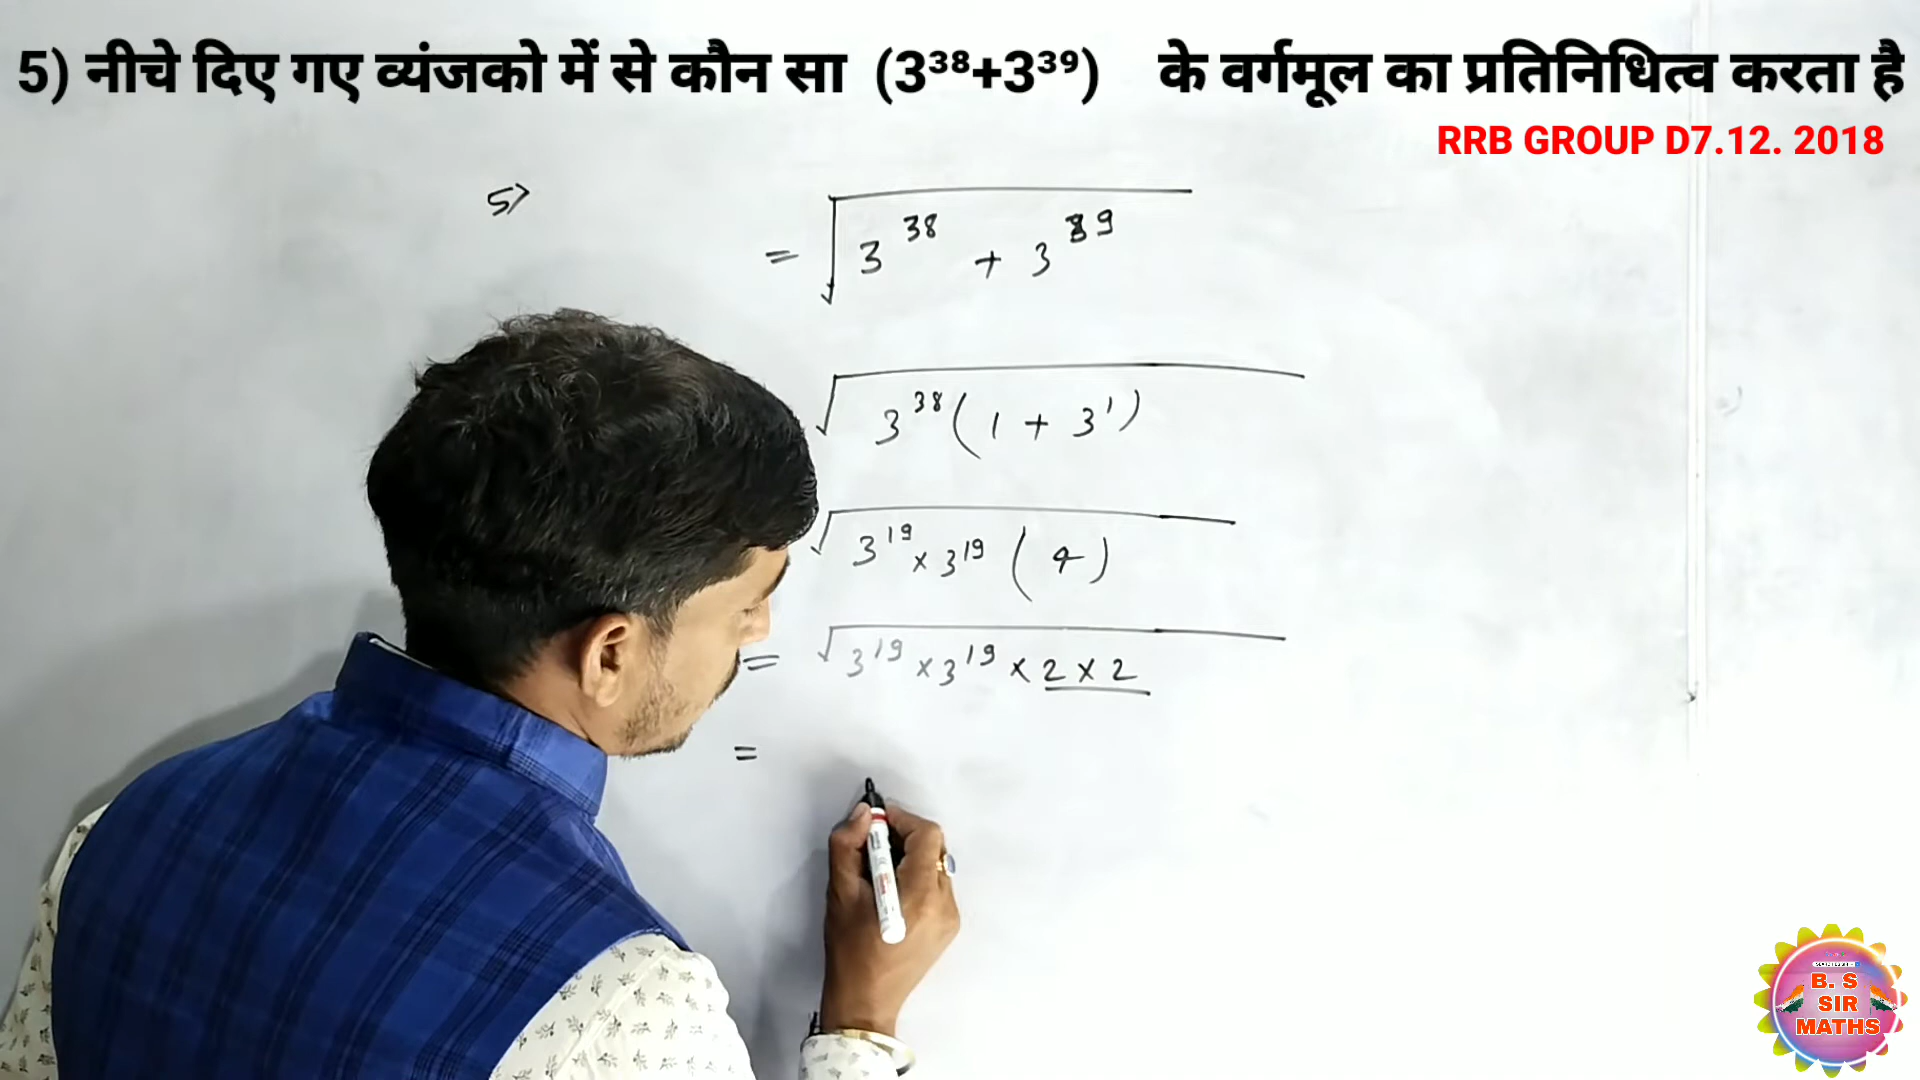 5) नीचे दिए गए व्यंजको में से कौन सा (3³⁸+3³⁹) के वर्गमूल का प्रतिनिधित्व करता है
RRB GROUP D7.12. 2018
5>
= √3³⁸ + 3³⁹
√3³⁸(1 + 3¹)
√3¹⁹ × 3¹⁹ (4)
= √3¹⁹ × 3¹⁹ × 2 × 2
=
B. S
SIR
MATHS